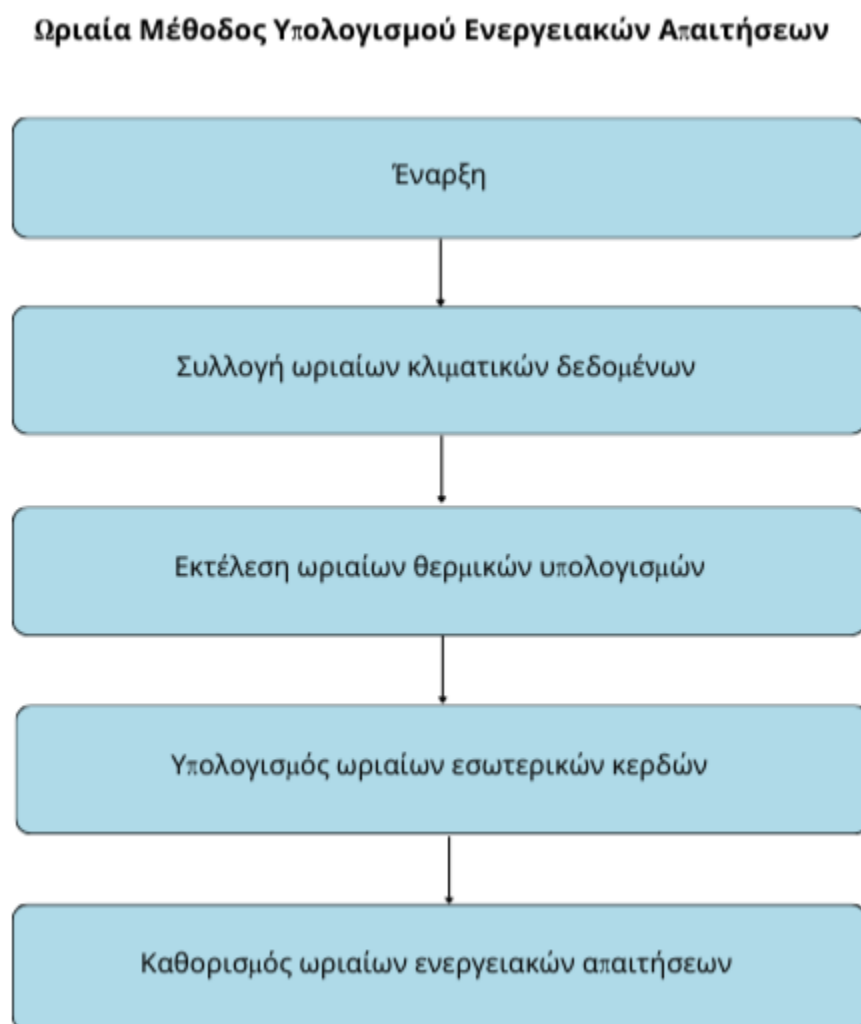 Ωριαία Μέθοδος Υπολογισμού Ενεργειακών Απαιτήσεων
Έναρξη
Συλλογή ωριαίων κλιματικών δεδομένων
Εκτέλεση ωριαίων θερμικών υπολογισμών
Υπολογισμός ωριαίων εσωτερικών κερδών
Καθορισμός ωριαίων ενεργειακών απαιτήσεων